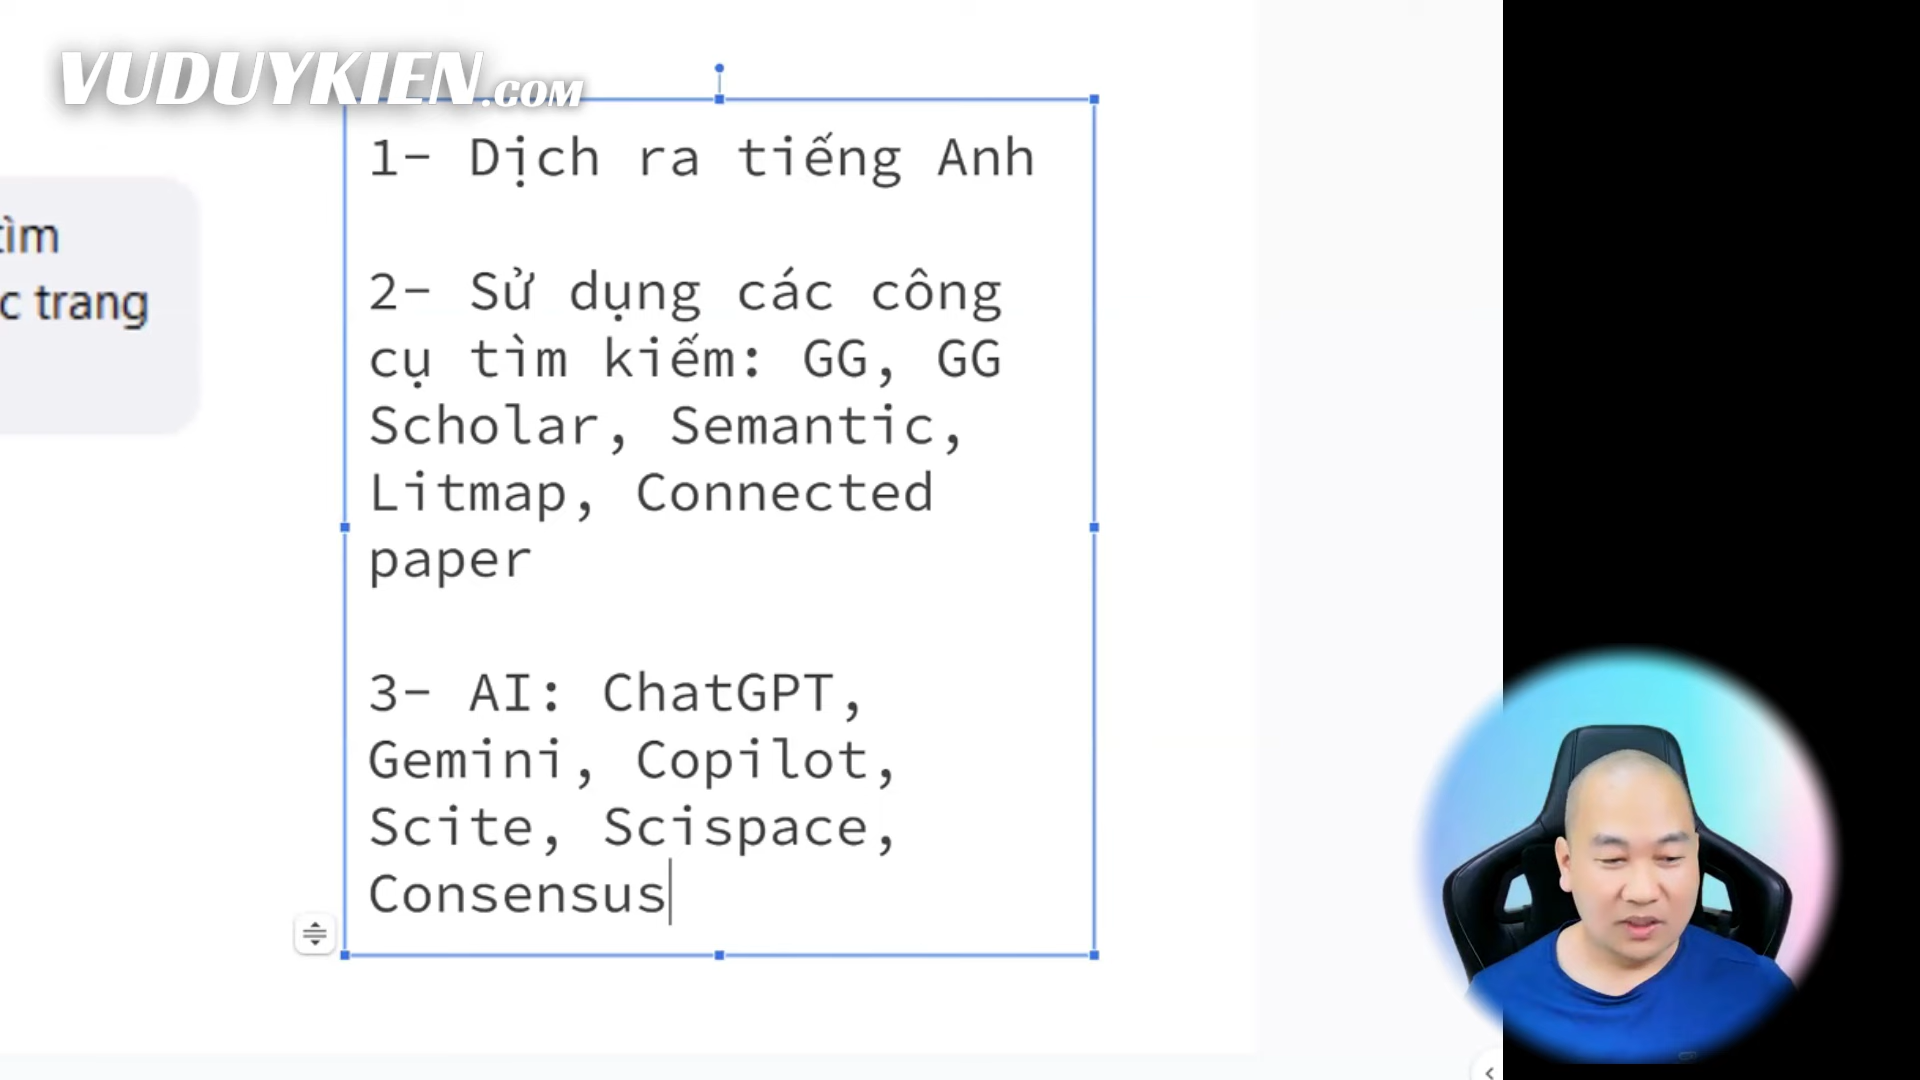 VUDUYKIEN.COM
tìm
c trang
1- Dịch ra tiếng Anh
2- Sử dụng các công
cụ tìm kiếm: GG, GG
Scholar, Semantic,
Litmap, Connected
paper
3- AI: ChatGPT,
Gemini, Copilot,
Scite, Scispace,
Consensus